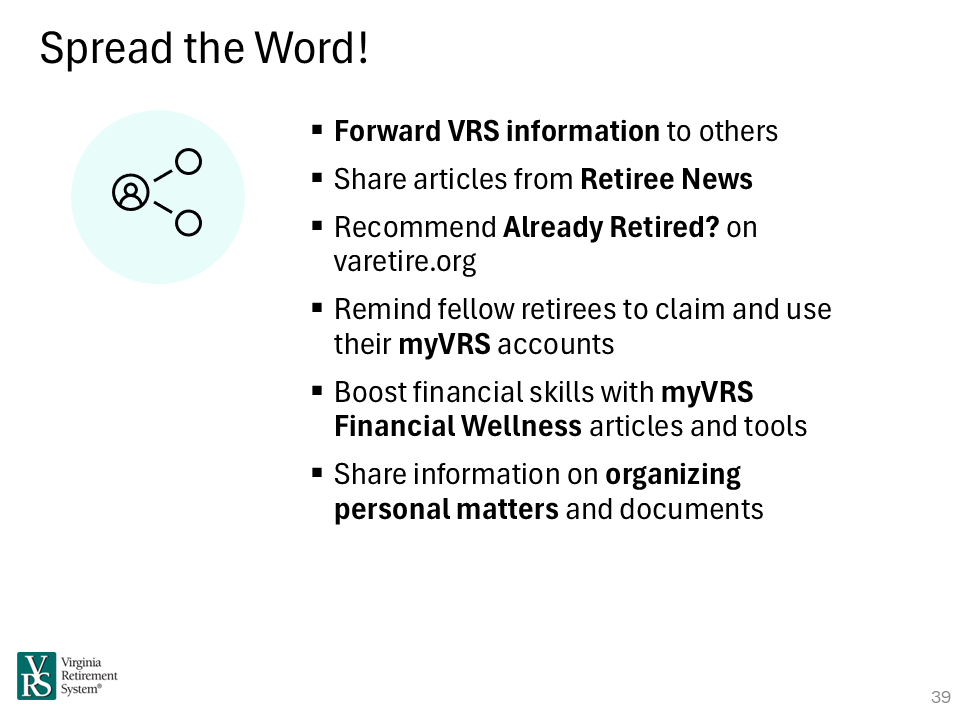 Spread the Word!
▪ Forward VRS information to others
▪ Share articles from Retiree News
▪ Recommend Already Retired? on
varetire.org
▪ Remind fellow retirees to claim and use
their myVRS accounts
▪ Boost financial skills with myVRS
Financial Wellness articles and tools
▪ Share information on organizing
personal matters and documents
VRS
Virginia
Retirement
System®
39